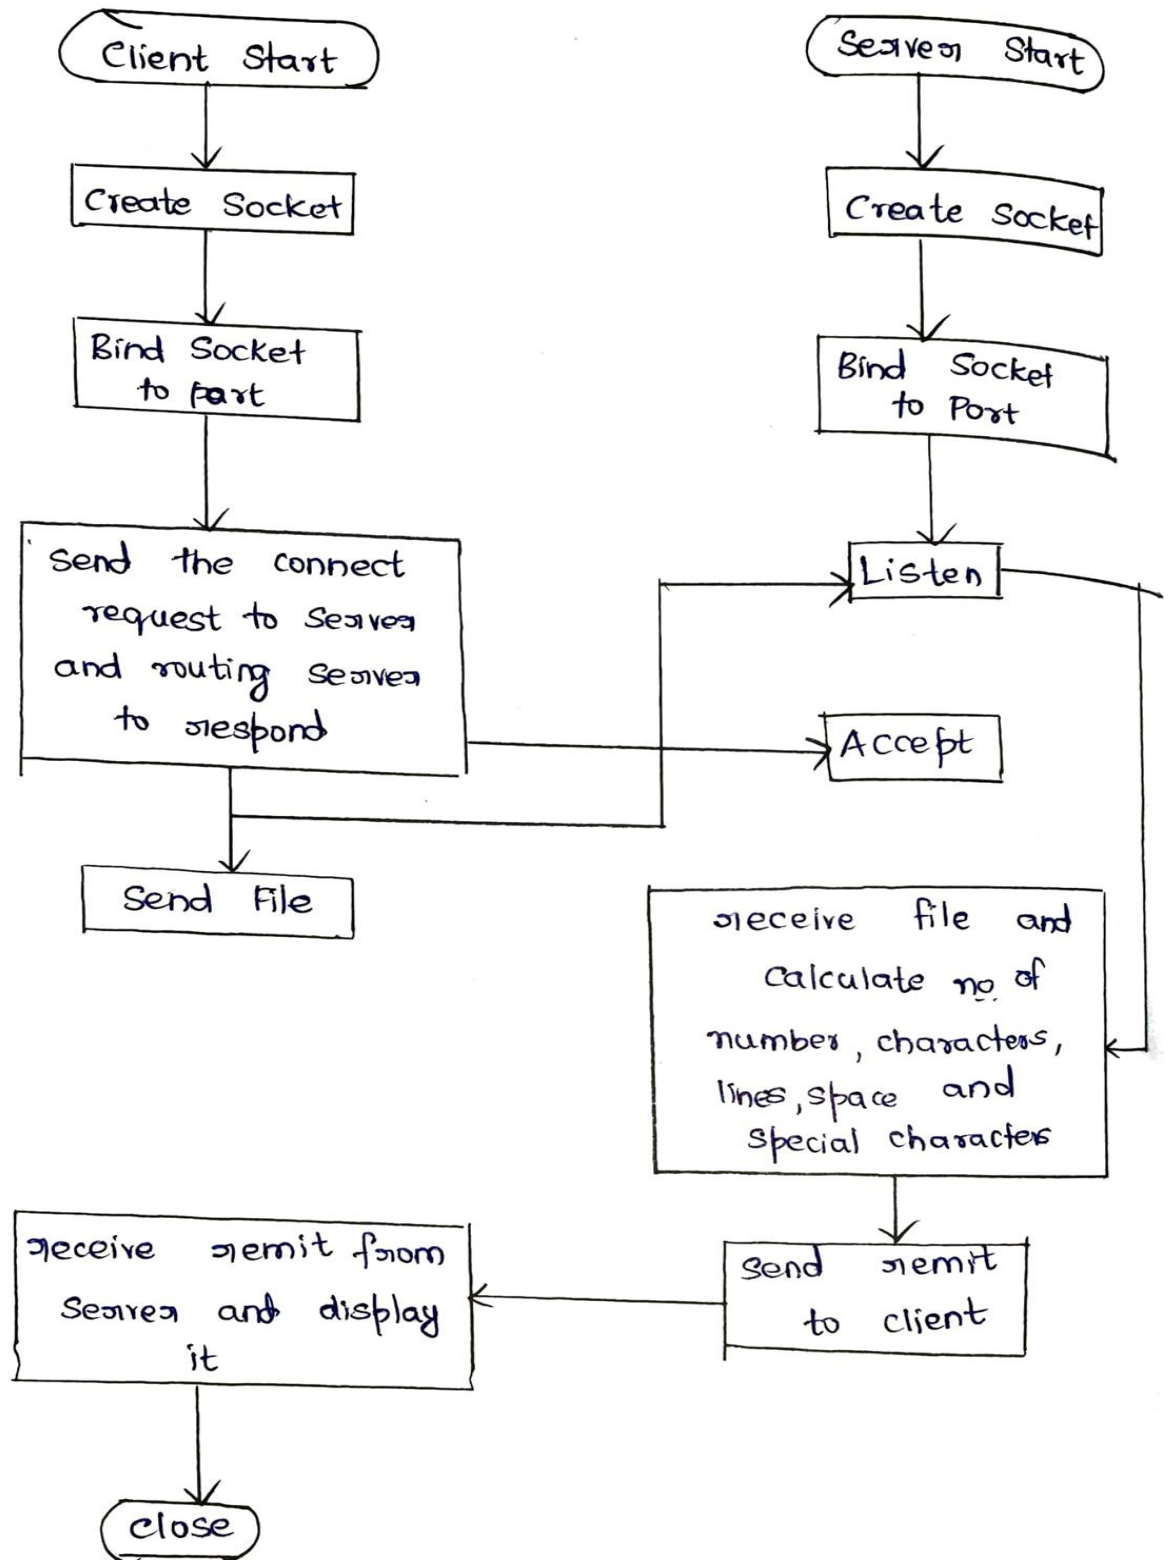 Client Start
Create Socket
Bind Socket
to part
Send the connect
request to server
and routing server
to respond
Send File
Server Start
Create Socket
Bind Socket
to Port
Listen
Accept
receive file and
calculate no of
number, characters,
lines, space and
special characters
Send remit
to client
receive remit from
server and display
it
close